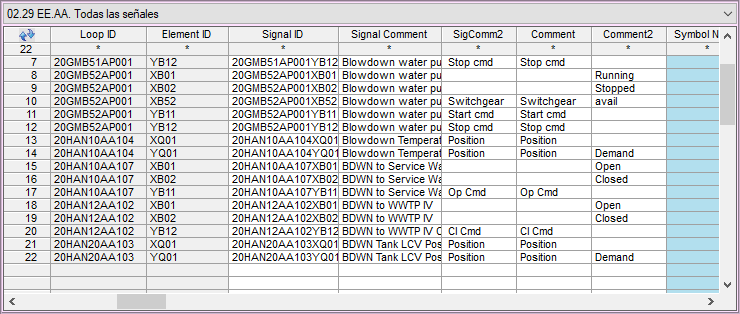 02.29 EE.AA. Todas las señales
Loop ID Element ID Signal ID Signal Comment SigComm2 Comment Comment2 Symbol N
22 * * * * * * * *
7 20GMB51AP001 YB12 20GMB51AP001YB12 Blowdown water pu Stop cmd Stop cmd
8 20GMB52AP001 XB01 20GMB52AP001XB01 Blowdown water pu Running
9 20GMB52AP001 XB02 20GMB52AP001XB02 Blowdown water pu Stopped
10 20GMB52AP001 XB52 20GMB52AP001XB52 Blowdown water pu Switchgear Switchgear avail
11 20GMB52AP001 YB11 20GMB52AP001YB11 Blowdown water pu Start cmd Start cmd
12 20GMB52AP001 YB12 20GMB52AP001YB12 Blowdown water pu Stop cmd Stop cmd
13 20HAN10AA104 XQ01 20HAN10AA104XQ01 Blowdown Temperat Position Position
14 20HAN10AA104 YQ01 20HAN10AA104YQ01 Blowdown Temperat Position Position Demand
15 20HAN10AA107 XB01 20HAN10AA107XB01 BDWN to Service Wa Open
16 20HAN10AA107 XB02 20HAN10AA107XB02 BDWN to Service Wa Closed
17 20HAN10AA107 YB11 20HAN10AA107YB11 BDWN to Service Wa Op Cmd Op Cmd
18 20HAN12AA102 XB01 20HAN12AA102XB01 BDWN to WWTP IV Open
19 20HAN12AA102 XB02 20HAN12AA102XB02 BDWN to WWTP IV Closed
20 20HAN12AA102 YB12 20HAN12AA102YB12 BDWN to WWTP IV C Cl Cmd Cl Cmd
21 20HAN20AA103 XQ01 20HAN20AA103XQ01 BDWN Tank LCV Pos Position Position
22 20HAN20AA103 YQ01 20HAN20AA103YQ01 BDWN Tank LCV Pos Position Position Demand